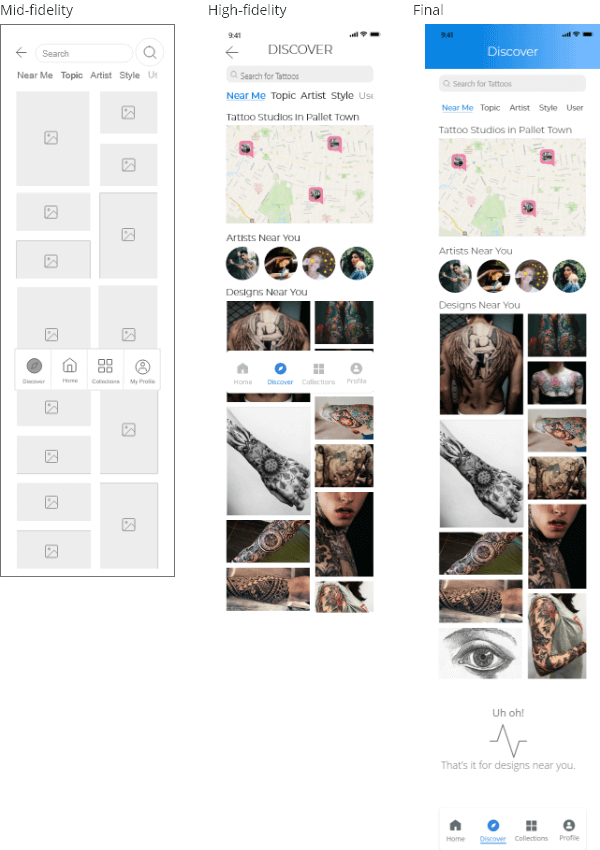 Mid-fidelity
High-fidelity
Final
Search
Near Me Topic Artist Style Us
Discover
Home
Collections
My Profile
9:41
DISCOVER
Search for Tattoos
Near Me Topic Artist Style User
Tattoo Studios in Pallet Town
Artists Near You
Designs Near You
Home
Discover
Collections
Profile
9:41
Discover
Search for Tattoos
Near Me Topic Artist Style User
Tattoo Studios in Pallet Town
Artists Near You
Designs Near You
Uh oh!
That's it for designs near you.
Home
Discover
Collections
Profile